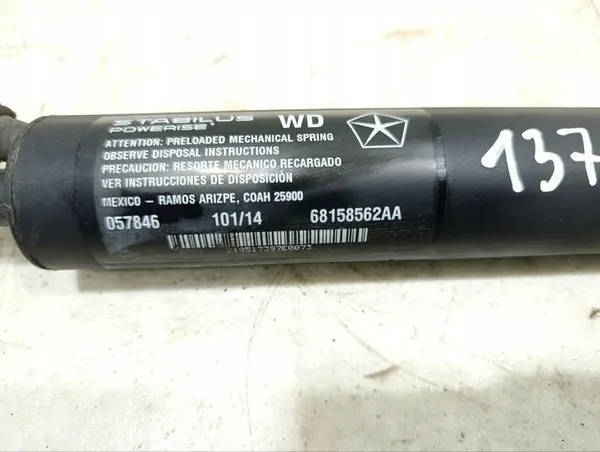 STABILUS WD
POWERISE
ATTENTION: PRELOADED MECHANICAL SPRING
OBSERVE DISPOSAL INSTRUCTIONS
PRECAUCION: RESORTE MECANICO RECARGADO
VER INSTRUCCIONES DE DISPOSICIÓN
MEXICO - RAMOS ARIZPE, COAH 25900
057846 101/14 68158562AA
210517397E0073
137